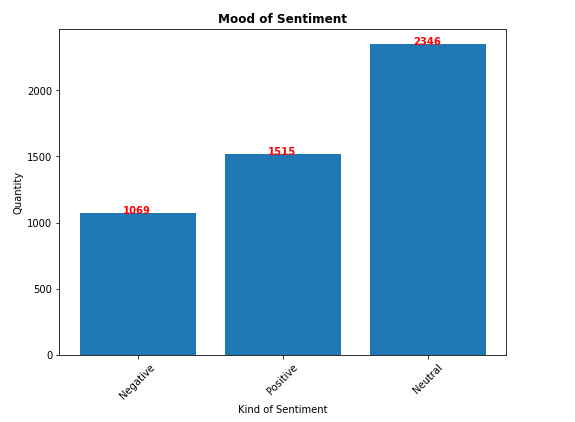 Mood of Sentiment
2346
2000
1515
1500
1069
1000
500
0
Quantity
Negative
Positive
Neutral
Kind of Sentiment